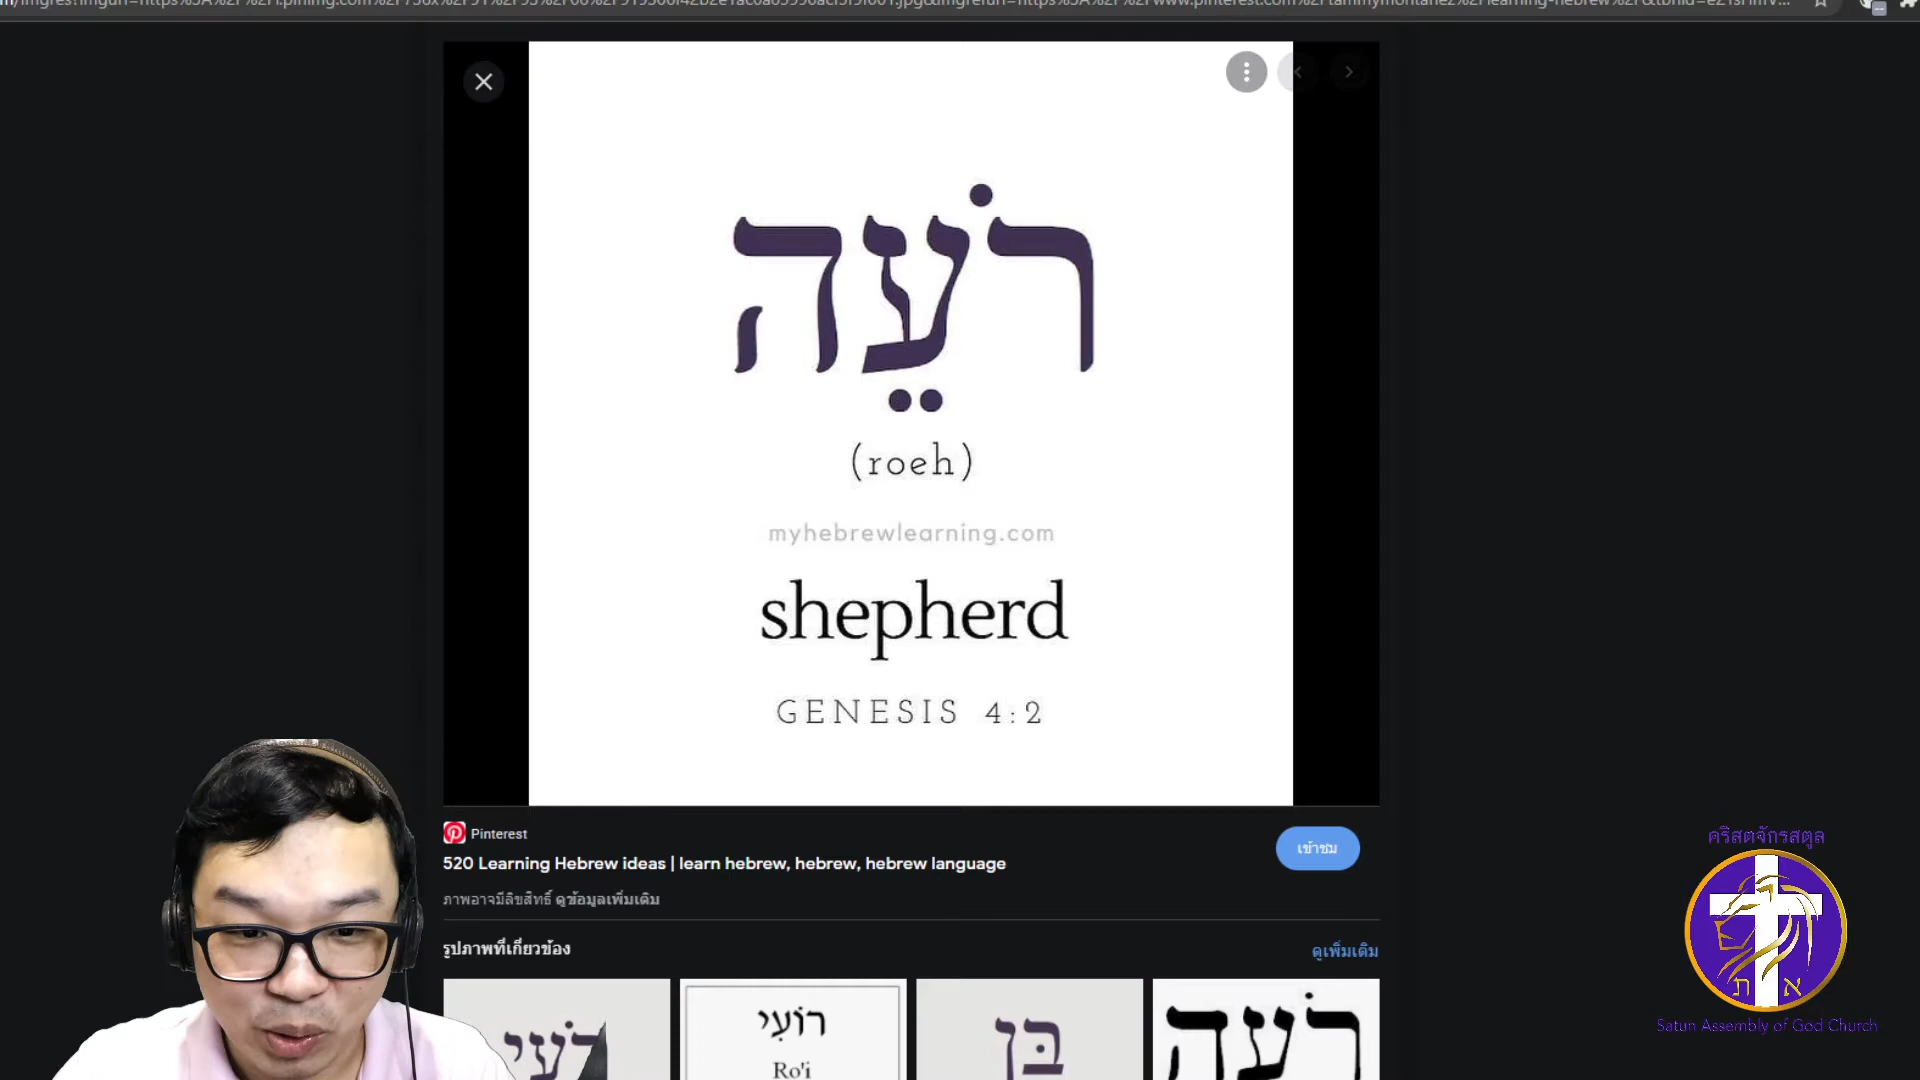 רֹעֵה
(roeh)
myhebrewlearning.com
shepherd
GENESIS 4:2
Pinterest
520 Learning Hebrew ideas | learn hebrew, hebrew, hebrew language
เข้าชม
ภาพอาจมีลิขสิทธิ์ ดูข้อมูลเพิ่มเติม
รูปภาพที่เกี่ยวข้อง
ดูเพิ่มเติม
רוֹעִי
Ro'i
בֵּן
רֹעה
คริสตจักรสตูล
ת א
Satun Assembly of God Church